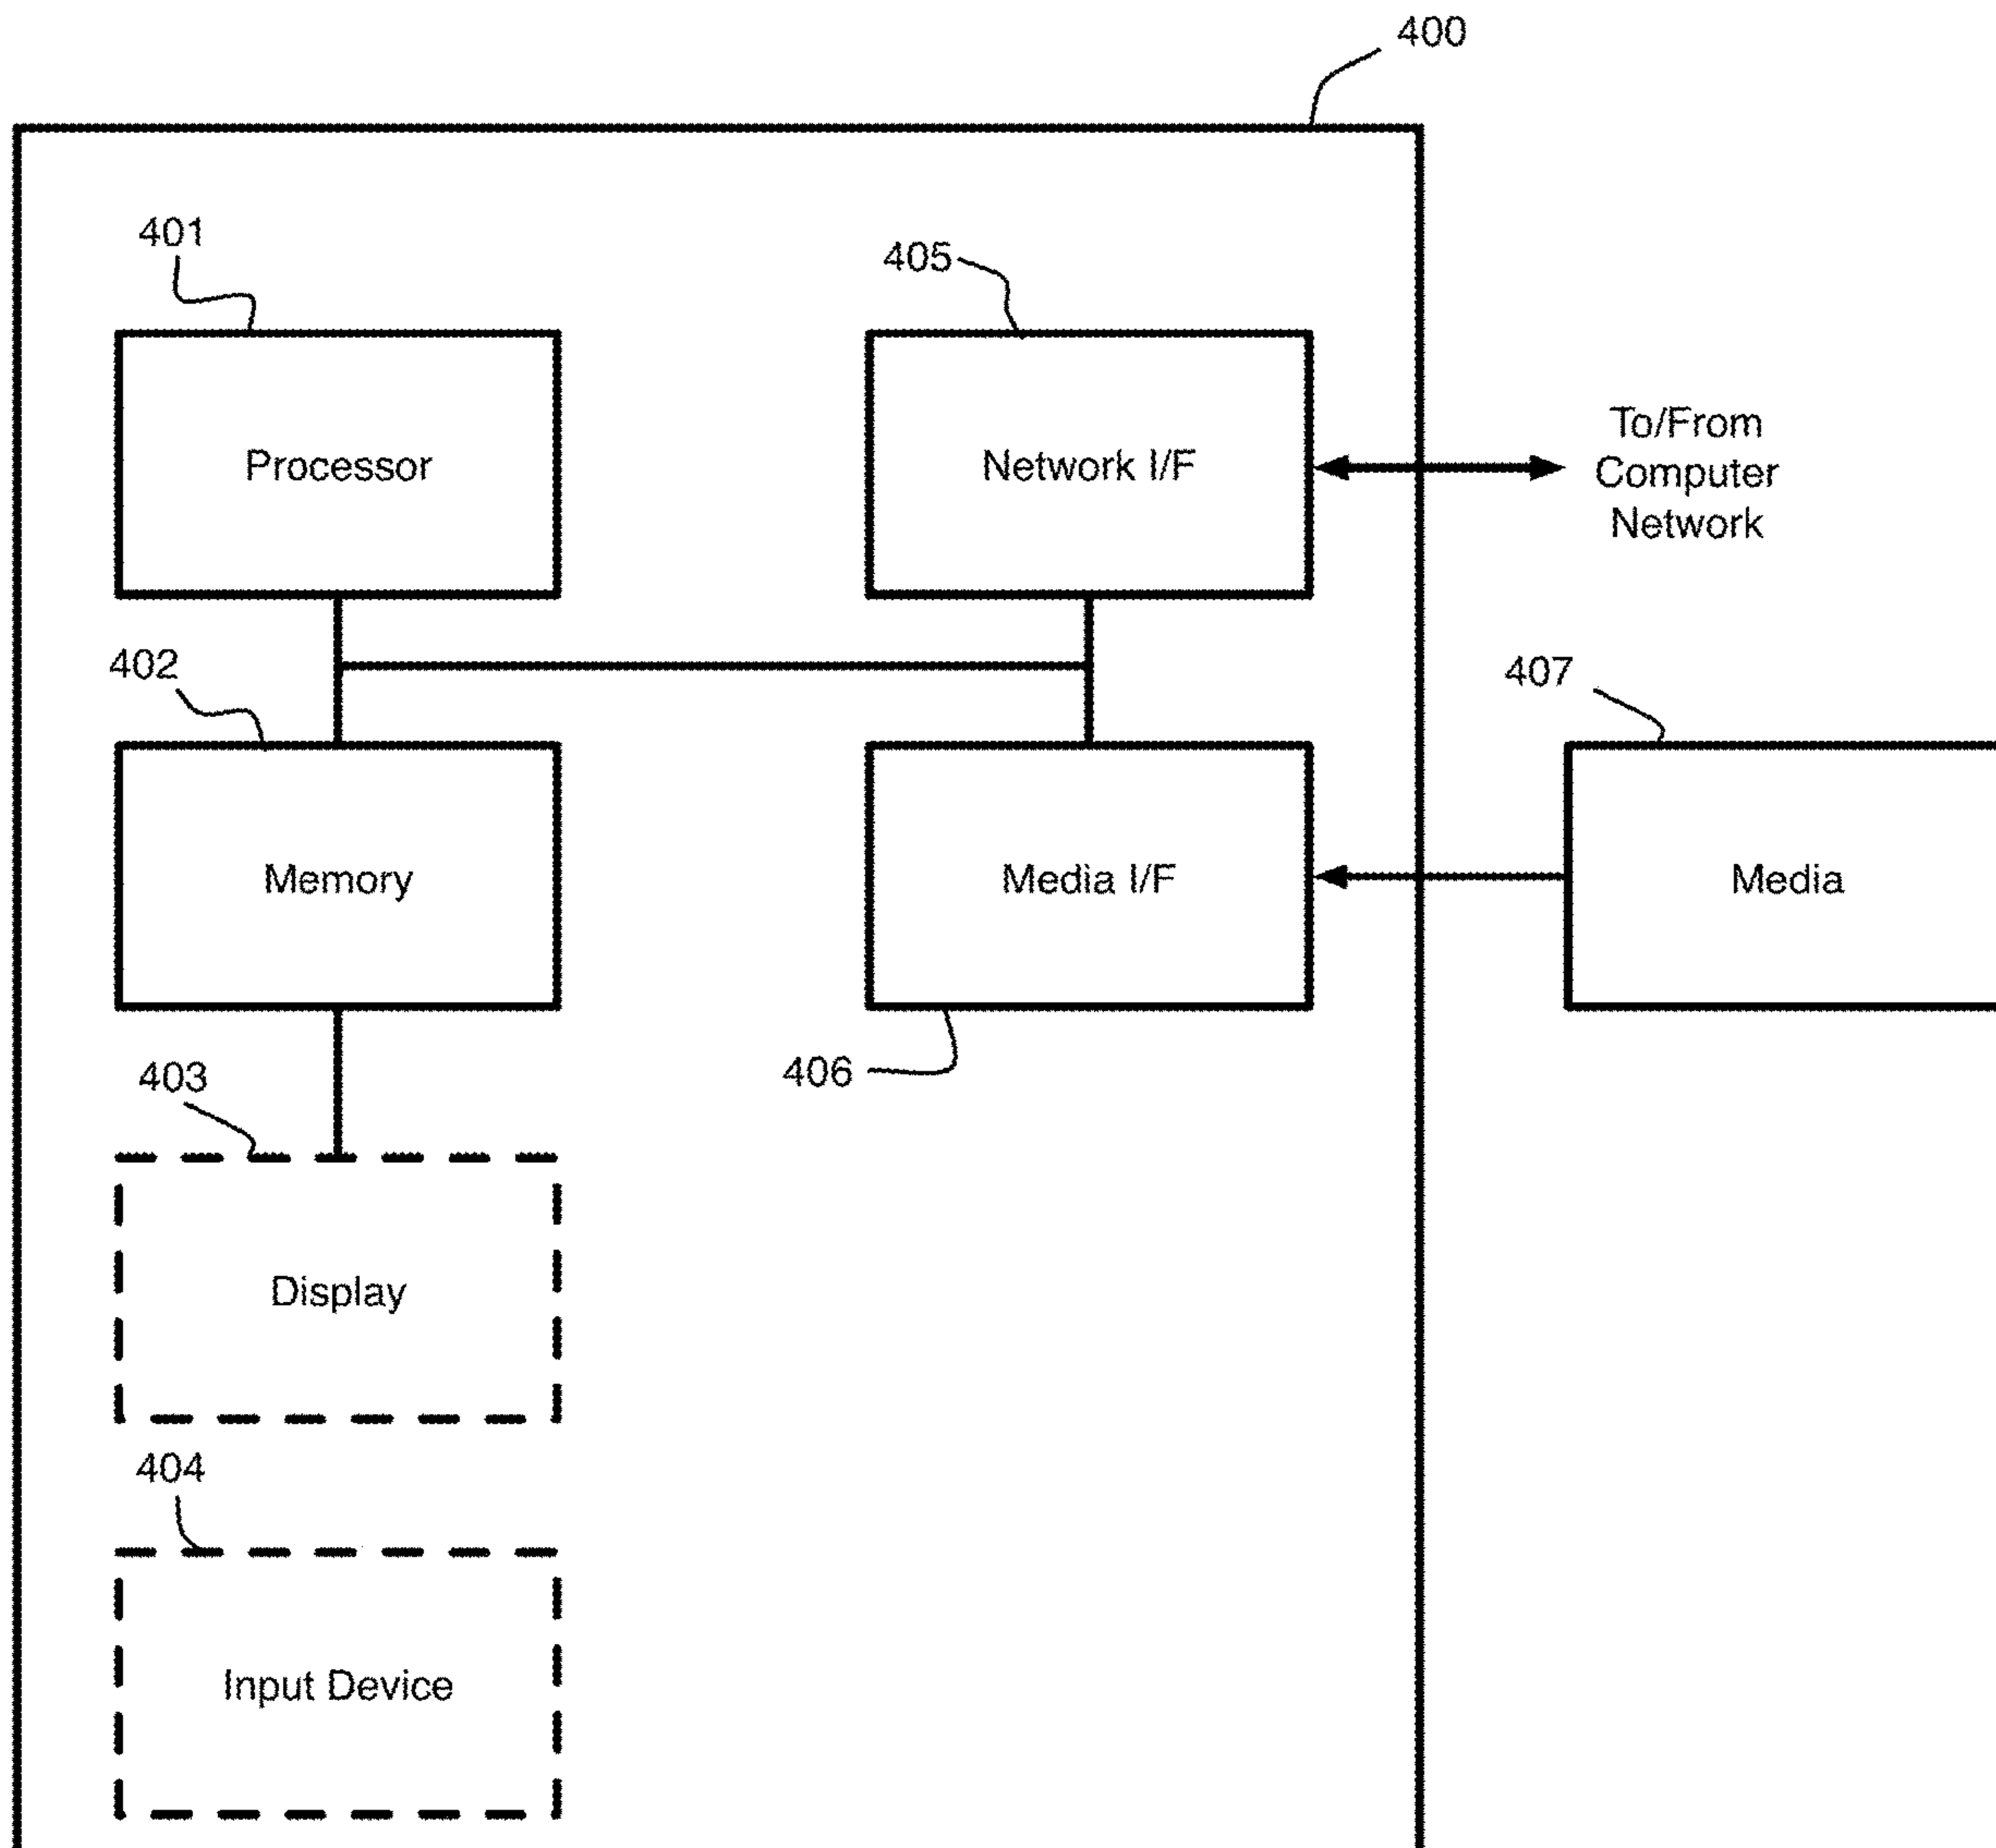 400
401
405
Processor
Network I/F
To/From
Computer
Network
402
407
Memory
Media I/F
Media
403
406
Display
404
Input Device